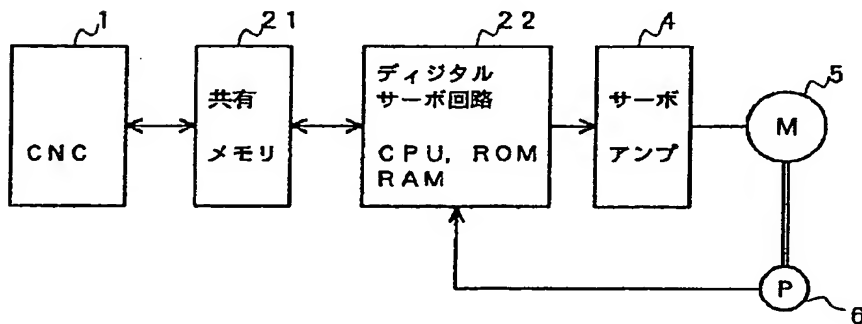 1
21
22
4
5
CNC
共有
メモリ
ディジタル
サーボ回路
CPU, ROM
RAM
サーボ
アンプ
M
P
6